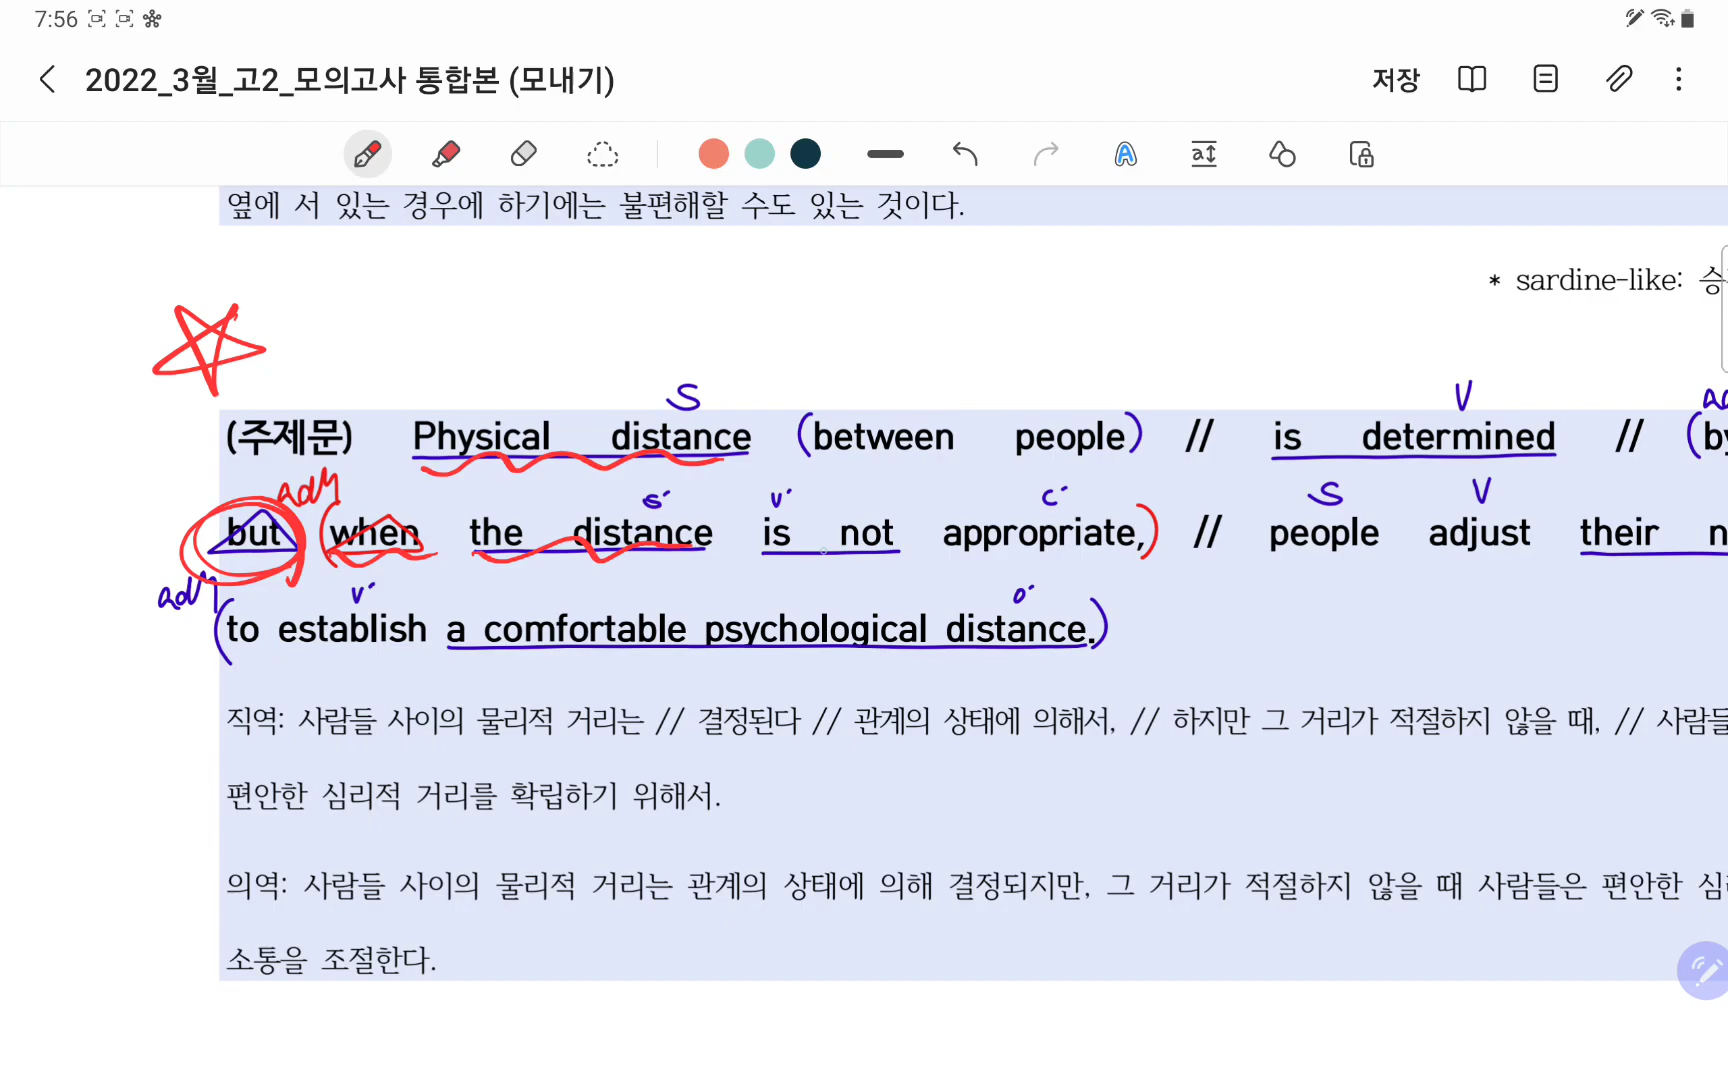 7:56
2022_3월_고2_모의고사 통합본 (모내기)
저장
옆에 서 있는 경우에 하기에는 불편해할 수도 있는 것이다.
* sardine-like: 승
S V
(주제문) Physical distance (between people) // is determined // (by
adv s' v' c' S V
but (when the distance is not appropriate,) // people adjust their n
adv v' o'
(to establish a comfortable psychological distance.)
직역: 사람들 사이의 물리적 거리는 // 결정된다 // 관계의 상태에 의해서, // 하지만 그 거리가 적절하지 않을 때, // 사람들
편안한 심리적 거리를 확립하기 위해서.
의역: 사람들 사이의 물리적 거리는 관계의 상태에 의해 결정되지만, 그 거리가 적절하지 않을 때 사람들은 편안한 심
소통을 조절한다.